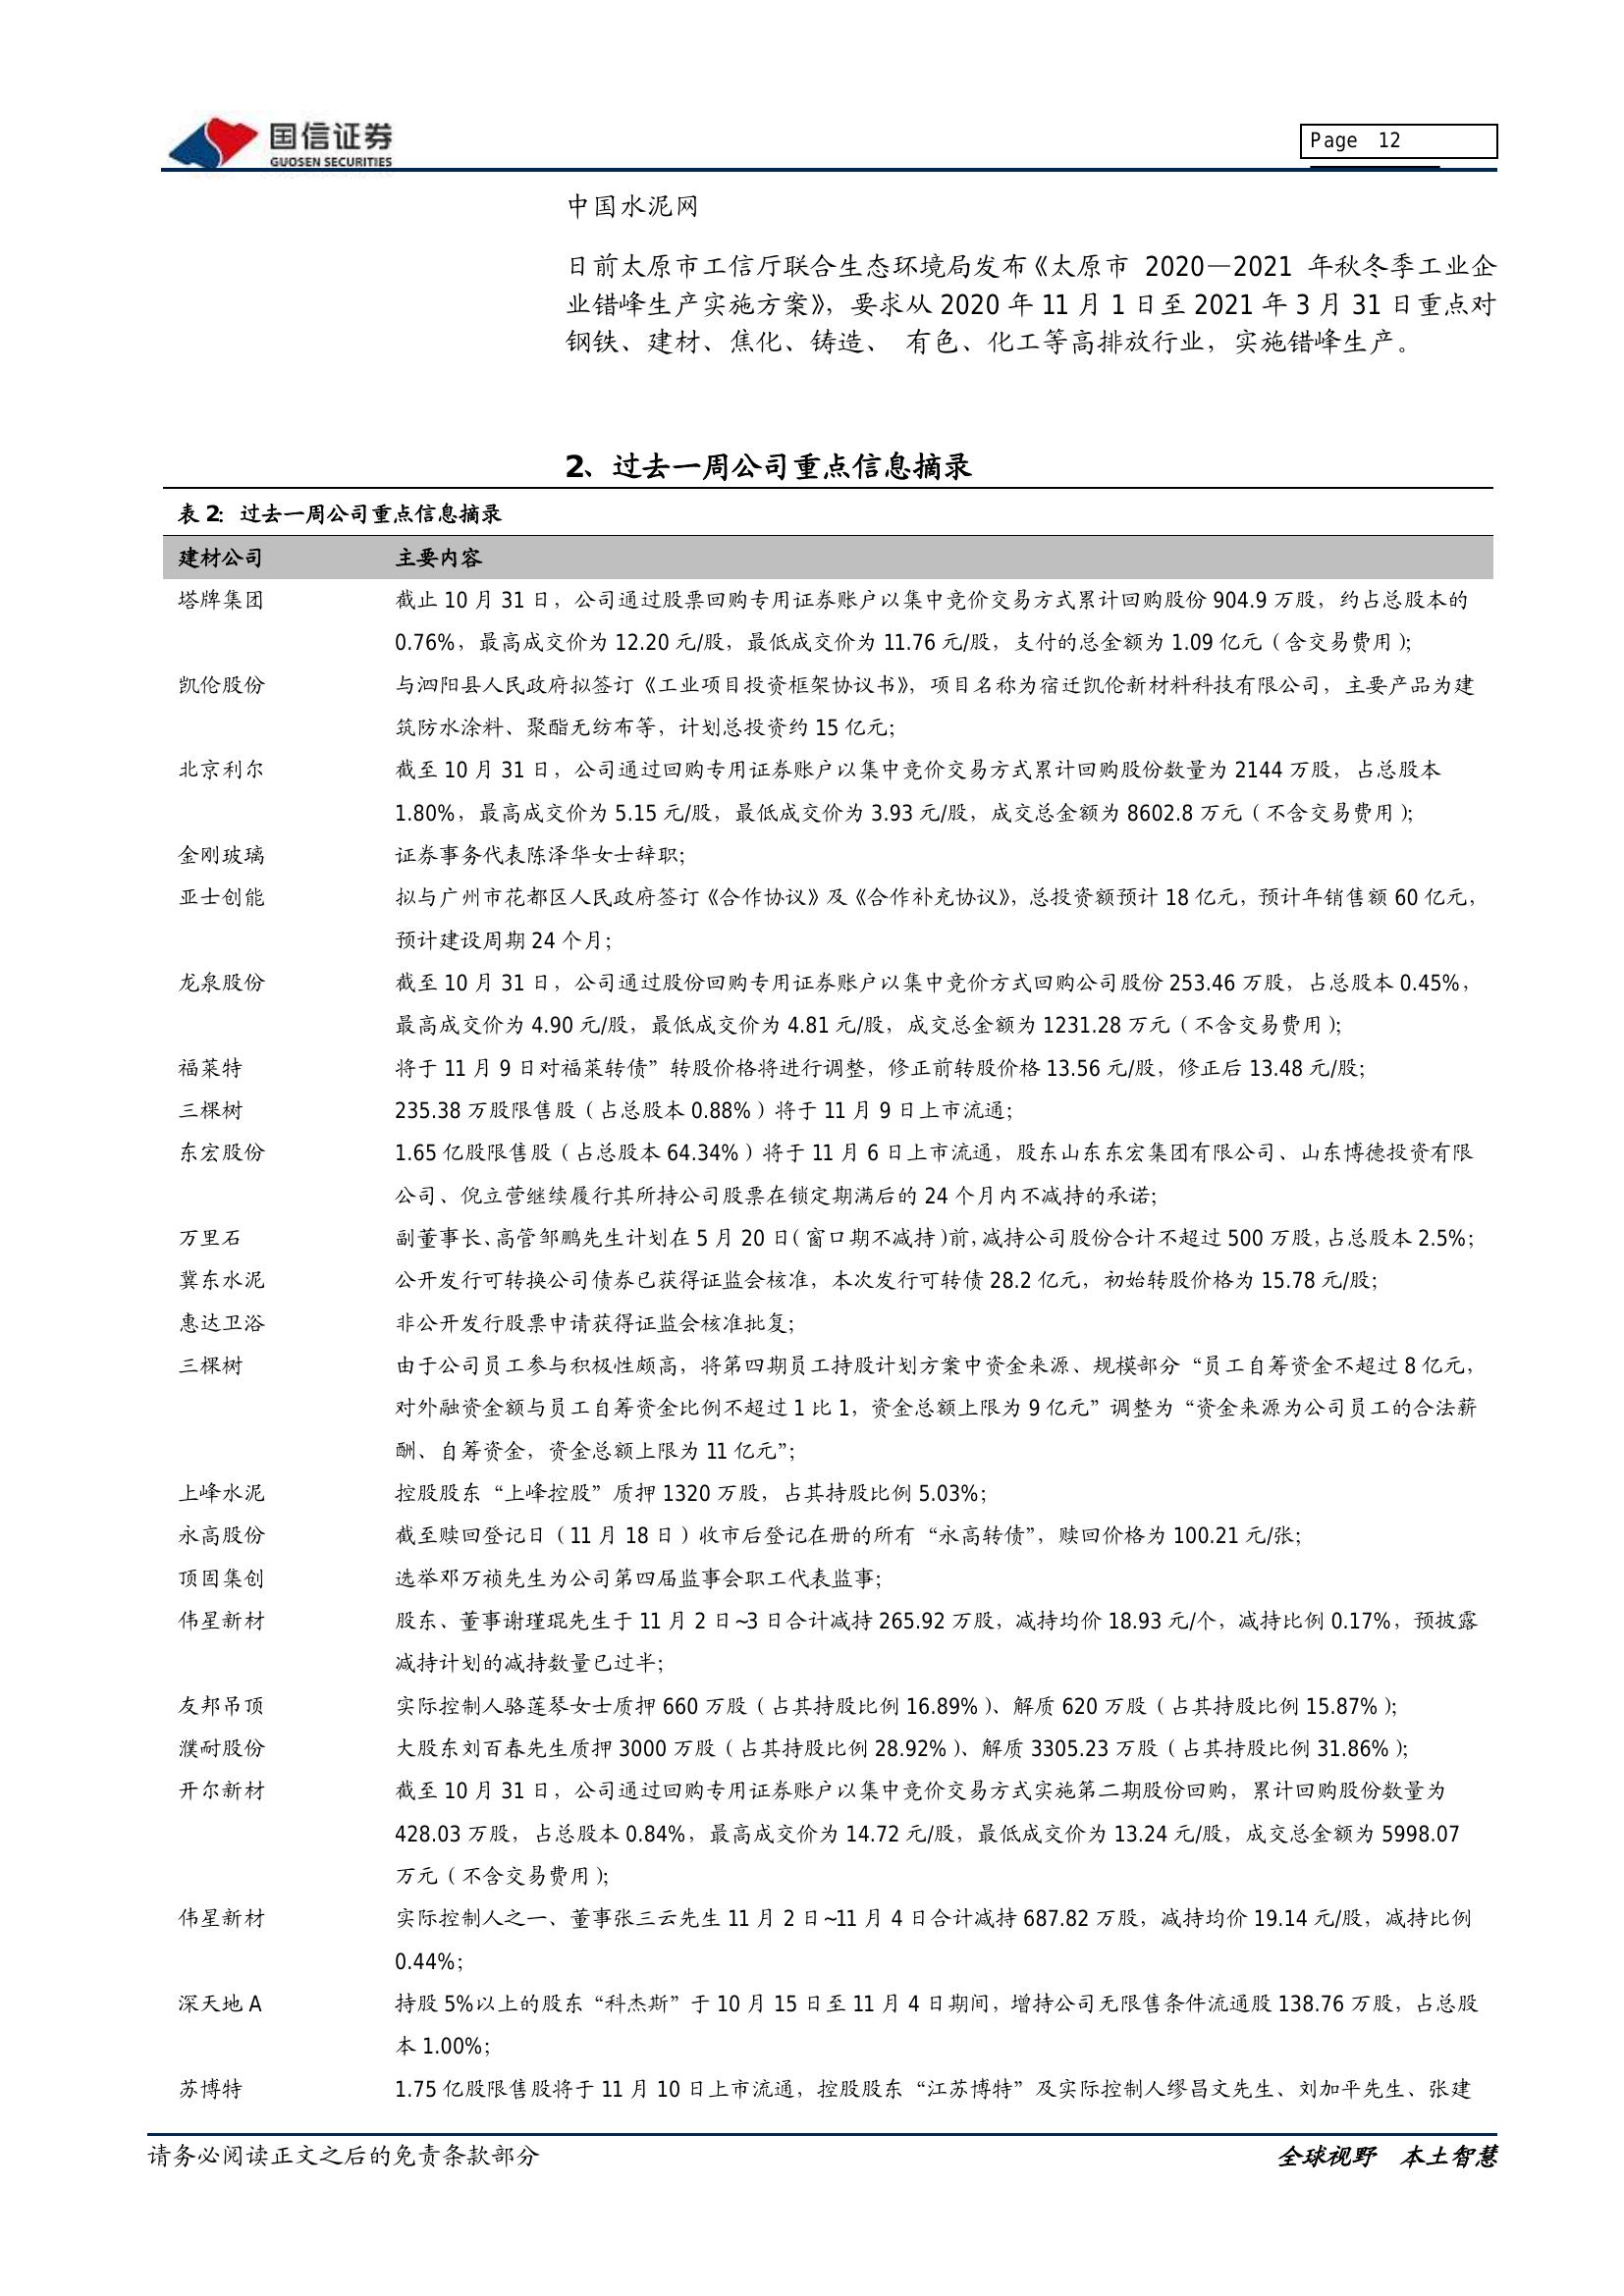 国信证券
GUOSEN SECURITIES
Page 12
中国水泥网
日前太原市工信厅联合生态环境局发布《太原市 2020—2021 年秋冬季工业企
业错峰生产实施方案》，要求从 2020 年 11 月 1 日至 2021 年 3 月 31 日重点对
钢铁、建材、焦化、铸造、 有色、化工等高排放行业，实施错峰生产。
2、过去一周公司重点信息摘录
表 2：过去一周公司重点信息摘录
建材公司 主要内容
塔牌集团 截止 10 月 31 日，公司通过股票回购专用证券账户以集中竞价交易方式累计回购股份 904.9 万股，约占总股本的
0.76%，最高成交价为 12.20 元/股，最低成交价为 11.76 元/股，支付的总金额为 1.09 亿元（含交易费用）；
凯伦股份 与泗阳县人民政府拟签订《工业项目投资框架协议书》，项目名称为宿迁凯伦新材料科技有限公司，主要产品为建
筑防水涂料、聚酯无纺布等，计划总投资约 15 亿元；
北京利尔 截至 10 月 31 日，公司通过回购专用证券账户以集中竞价交易方式累计回购股份数量为 2144 万股，占总股本
1.80%，最高成交价为 5.15 元/股，最低成交价为 3.93 元/股，成交总金额为 8602.8 万元（不含交易费用）；
金刚玻璃 证券事务代表陈泽华女士辞职；
亚士创能 拟与广州市花都区人民政府签订《合作协议》及《合作补充协议》，总投资额预计 18 亿元，预计年销售额 60 亿元，
预计建设周期 24 个月；
龙泉股份 截至 10 月 31 日，公司通过股份回购专用证券账户以集中竞价方式回购公司股份 253.46 万股，占总股本 0.45%，
最高成交价为 4.90 元/股，最低成交价为 4.81 元/股，成交总金额为 1231.28 万元（不含交易费用）；
福莱特 将于 11 月 9 日对福莱转债”转股价格将进行调整，修正前转股价格 13.56 元/股，修正后 13.48 元/股；
三棵树 235.38 万股限售股（占总股本 0.88%）将于 11 月 9 日上市流通；
东宏股份 1.65 亿股限售股（占总股本 64.34%）将于 11 月 6 日上市流通，股东山东东宏集团有限公司、山东博德投资有限
公司、倪立营继续履行其所持公司股票在锁定期满后的 24 个月内不减持的承诺；
万里石 副董事长、高管邹鹏先生计划在 5 月 20 日（窗口期不减持）前，减持公司股份合计不超过 500 万股，占总股本 2.5%；
冀东水泥 公开发行可转换公司债券已获得证监会核准，本次发行可转债 28.2 亿元，初始转股价格为 15.78 元/股；
惠达卫浴 非公开发行股票申请获得证监会核准批复；
三棵树 由于公司员工参与积极性颇高，将第四期员工持股计划方案中资金来源、规模部分“员工自筹资金不超过 8 亿元，
对外融资金额与员工自筹资金比例不超过 1 比 1，资金总额上限为 9 亿元”调整为“资金来源为公司员工的合法薪
酬、自筹资金，资金总额上限为 11 亿元”；
上峰水泥 控股股东“上峰控股”质押 1320 万股，占其持股比例 5.03%；
永高股份 截至赎回登记日（11 月 18 日）收市后登记在册的所有“永高转债”，赎回价格为 100.21 元/张；
顶固集创 选举邓万祯先生为公司第四届监事会职工代表监事；
伟星新材 股东、董事谢瑾琨先生于 11 月 2 日~3 日合计减持 265.92 万股，减持均价 18.93 元/个，减持比例 0.17%，预披露
减持计划的减持数量已过半；
友邦吊顶 实际控制人骆莲琴女士质押 660 万股（占其持股比例 16.89%）、解质 620 万股（占其持股比例 15.87%）；
濮耐股份 大股东刘百春先生质押 3000 万股（占其持股比例 28.92%）、解质 3305.23 万股（占其持股比例 31.86%）；
开尔新材 截至 10 月 31 日，公司通过回购专用证券账户以集中竞价交易方式实施第二期股份回购，累计回购股份数量为
428.03 万股，占总股本 0.84%，最高成交价为 14.72 元/股，最低成交价为 13.24 元/股，成交总金额为 5998.07
万元（不含交易费用）；
伟星新材 实际控制人之一、董事张三云先生 11 月 2 日~11 月 4 日合计减持 687.82 万股，减持均价 19.14 元/股，减持比例
0.44%；
深天地 A 持股 5%以上的股东“科杰斯”于 10 月 15 日至 11 月 4 日期间，增持公司无限售条件流通股 138.76 万股，占总股
本 1.00%；
苏博特 1.75 亿股限售股将于 11 月 10 日上市流通，控股股东“江苏博特”及实际控制人缪昌文先生、刘加平先生、张建
请务必阅读正文之后的免责条款部分 全球视野 本土智慧